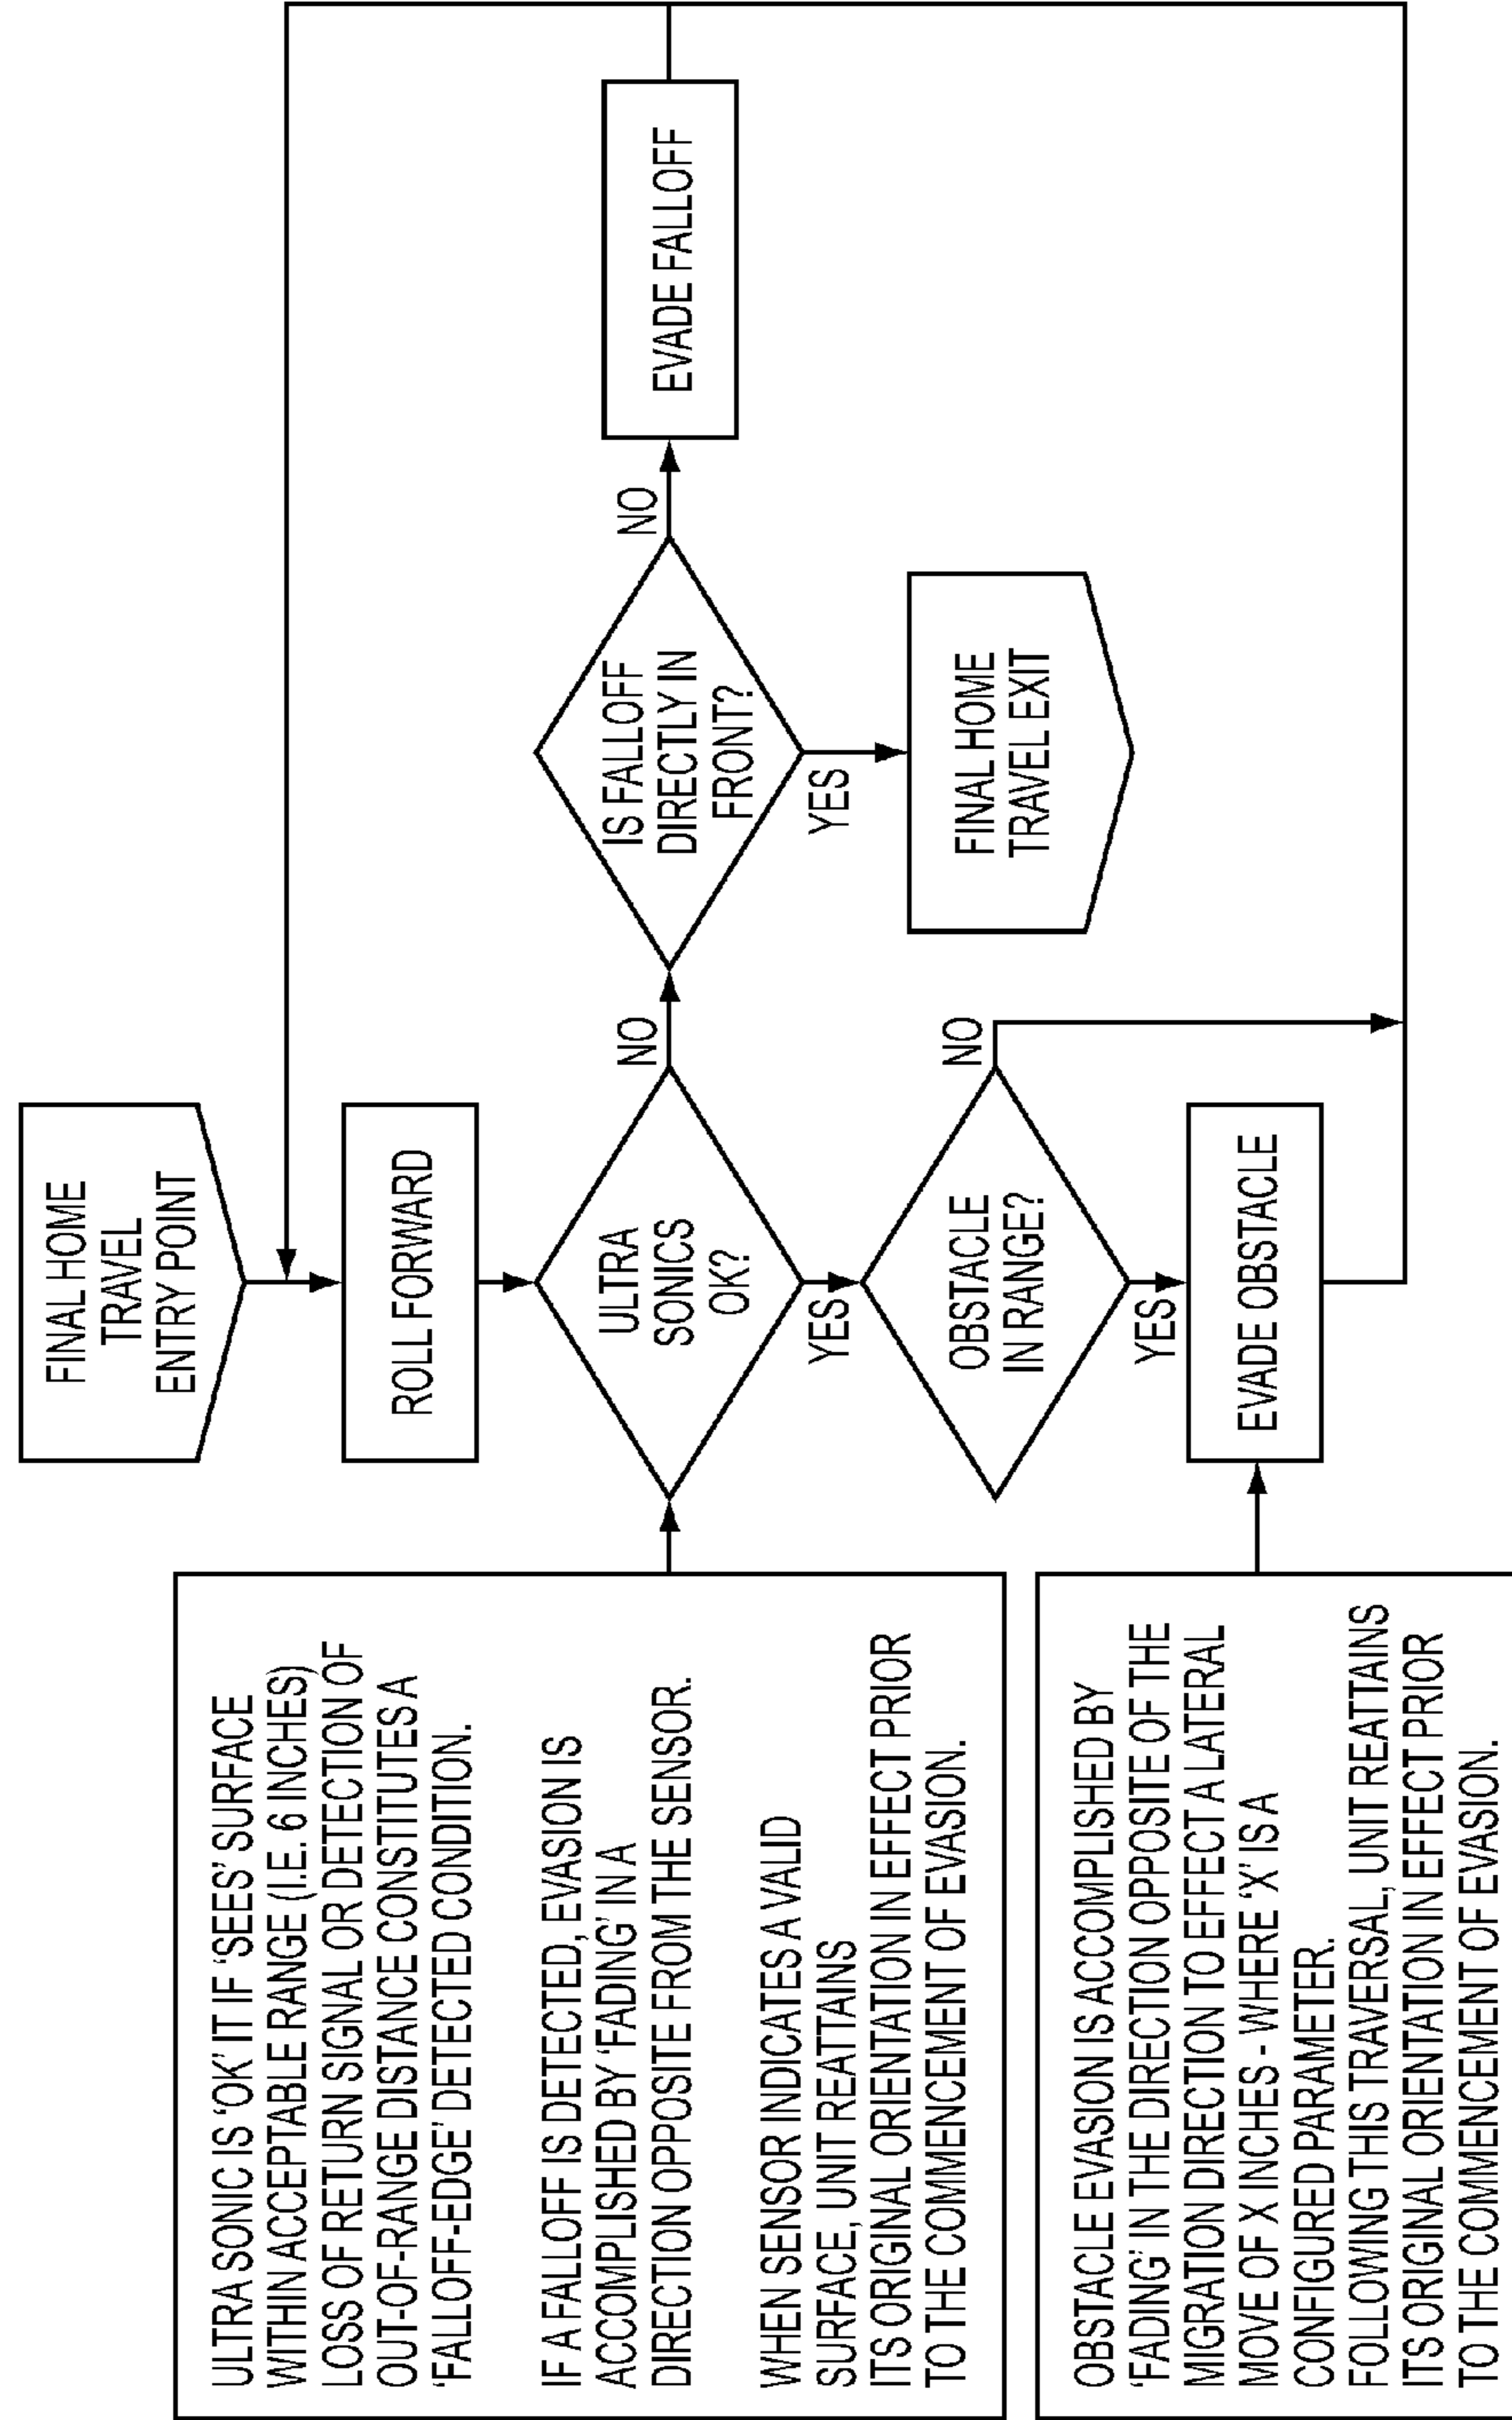 FINAL HOME
TRAVEL
ENTRY POINT
ROLL FORWARD
ULTRA SONIC IS 'OK' IT IF 'SEES' SURFACE
WITHIN ACCEPTABLE RANGE (I.E. 6 INCHES)
LOSS OF RETURN SIGNAL OR DETECTION OF
OUT-OF-RANGE DISTANCE CONSTITUTES A
'FALLOFF-EDGE' DETECTED CONDITION.
IF A FALLOFF IS DETECTED, EVASION IS
ACCOMPLISHED BY 'FADING' IN A
DIRECTION OPPOSITE FROM THE SENSOR.
WHEN SENSOR INDICATES A VALID
SURFACE, UNIT REATTAINS
ITS ORIGINAL ORIENTATION IN EFFECT PRIOR
TO THE COMMENCEMENT OF EVASION.
ULTRA
SONICS
OK?
NO
IS FALLOFF
DIRECTLY IN
FRONT?
NO
EVADE FALLOFF
YES
YES
OBSTACLE
IN RANGE?
NO
FINAL HOME
TRAVEL EXIT
YES
OBSTACLE EVASION IS ACCOMPLISHED BY
'FADING' IN THE DIRECTION OPPOSITE OF THE
MIGRATION DIRECTION TO EFFECT A LATERAL
MOVE OF X INCHES - WHERE 'X' IS A
CONFIGURED PARAMETER.
FOLLOWING THIS TRAVERSAL, UNIT REATTAINS
ITS ORIGINAL ORIENTATION IN EFFECT PRIOR
TO THE COMMENCEMENT OF EVASION.
EVADE OBSTACLE